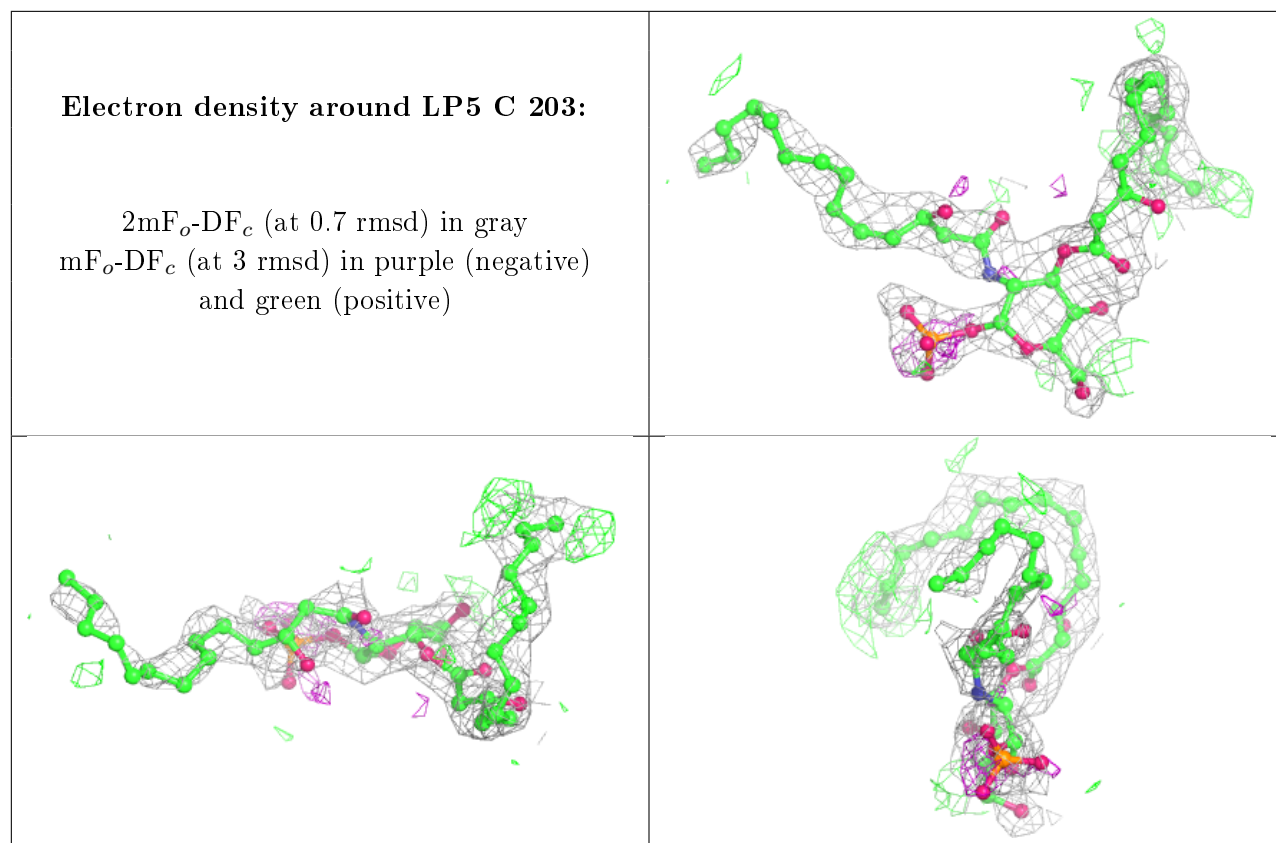 Electron density around LP5 C 203:
2mFo-DFc (at 0.7 rmsd) in gray
mFo-DFc (at 3 rmsd) in purple (negative)
and green (positive)